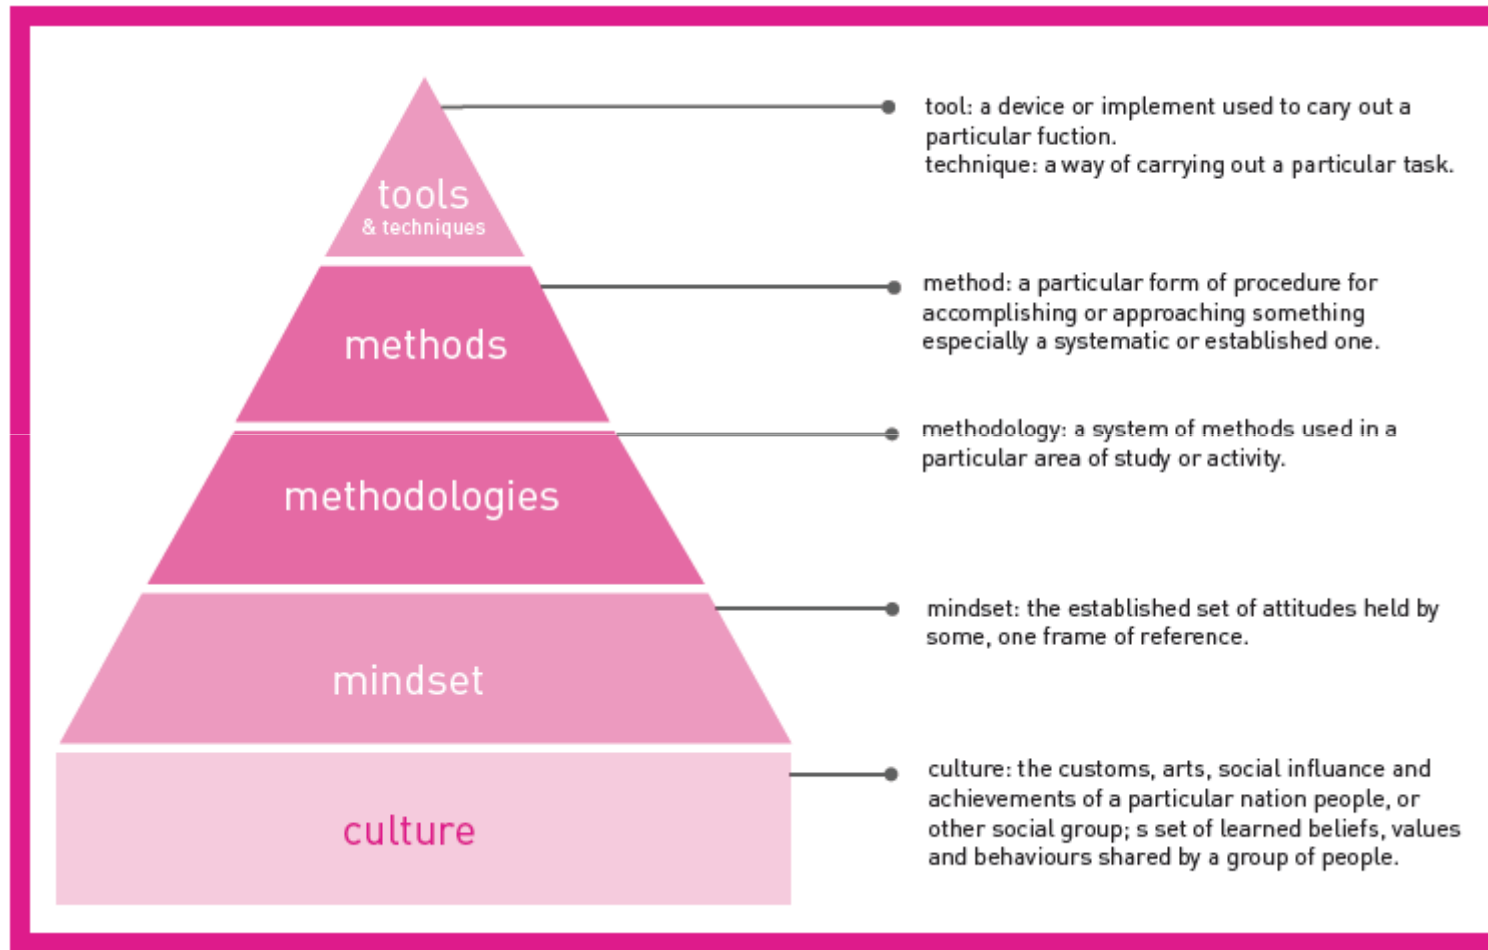 tools
& techniques
tool: a device or implement used to cary out a
particular fuction.
technique: a way of carrying out a particular task.
methods
method: a particular form of procedure for
accomplishing or approaching something
especially a systematic or established one.
methodologies
methodology: a system of methods used in a
particular area of study or activity.
mindset
mindset: the established set of attitudes held by
some, one frame of reference.
culture
culture: the customs, arts, social influance and
achievements of a particular nation people, or
other social group; s set of learned beliefs, values
and behaviours shared by a group of people.